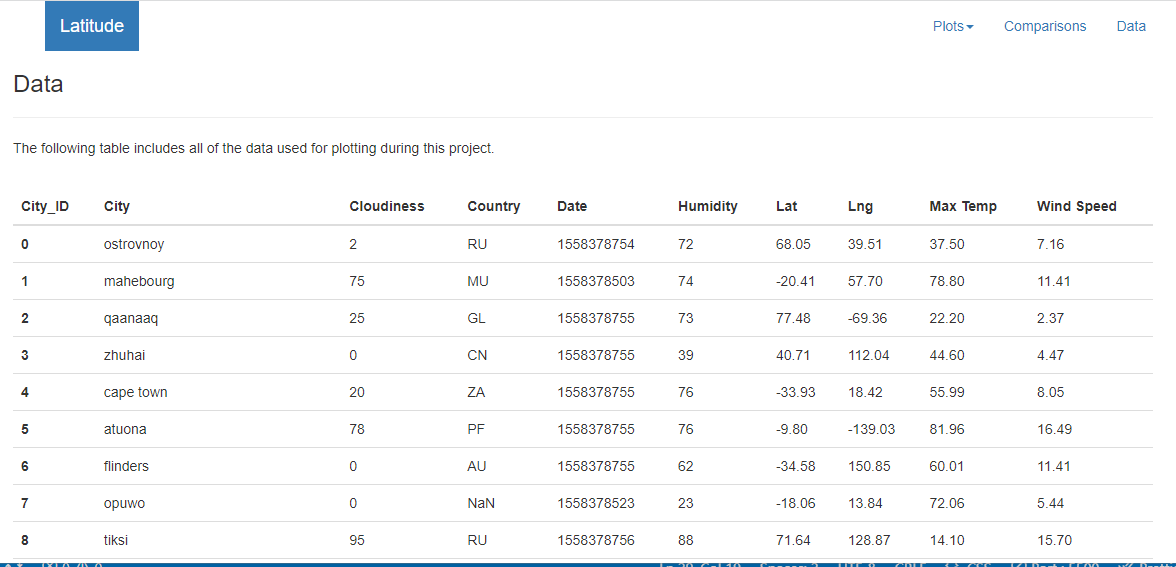 Latitude Plots Comparisons Data
Data
The following table includes all of the data used for plotting during this project.
City_ID City Cloudiness Country Date Humidity Lat Lng Max Temp Wind Speed
0 ostrovnoy 2 RU 1558378754 72 68.05 39.51 37.50 7.16
1 mahebourg 75 MU 1558378503 74 -20.41 57.70 78.80 11.41
2 qaanaaq 25 GL 1558378755 73 77.48 -69.36 22.20 2.37
3 zhuhai 0 CN 1558378755 39 40.71 112.04 44.60 4.47
4 cape town 20 ZA 1558378755 76 -33.93 18.42 55.99 8.05
5 atuona 78 PF 1558378755 76 -9.80 -139.03 81.96 16.49
6 flinders 0 AU 1558378755 62 -34.58 150.85 60.01 11.41
7 opuwo 0 NaN 1558378523 23 -18.06 13.84 72.06 5.44
8 tiksi 95 RU 1558378756 88 71.64 128.87 14.10 15.70